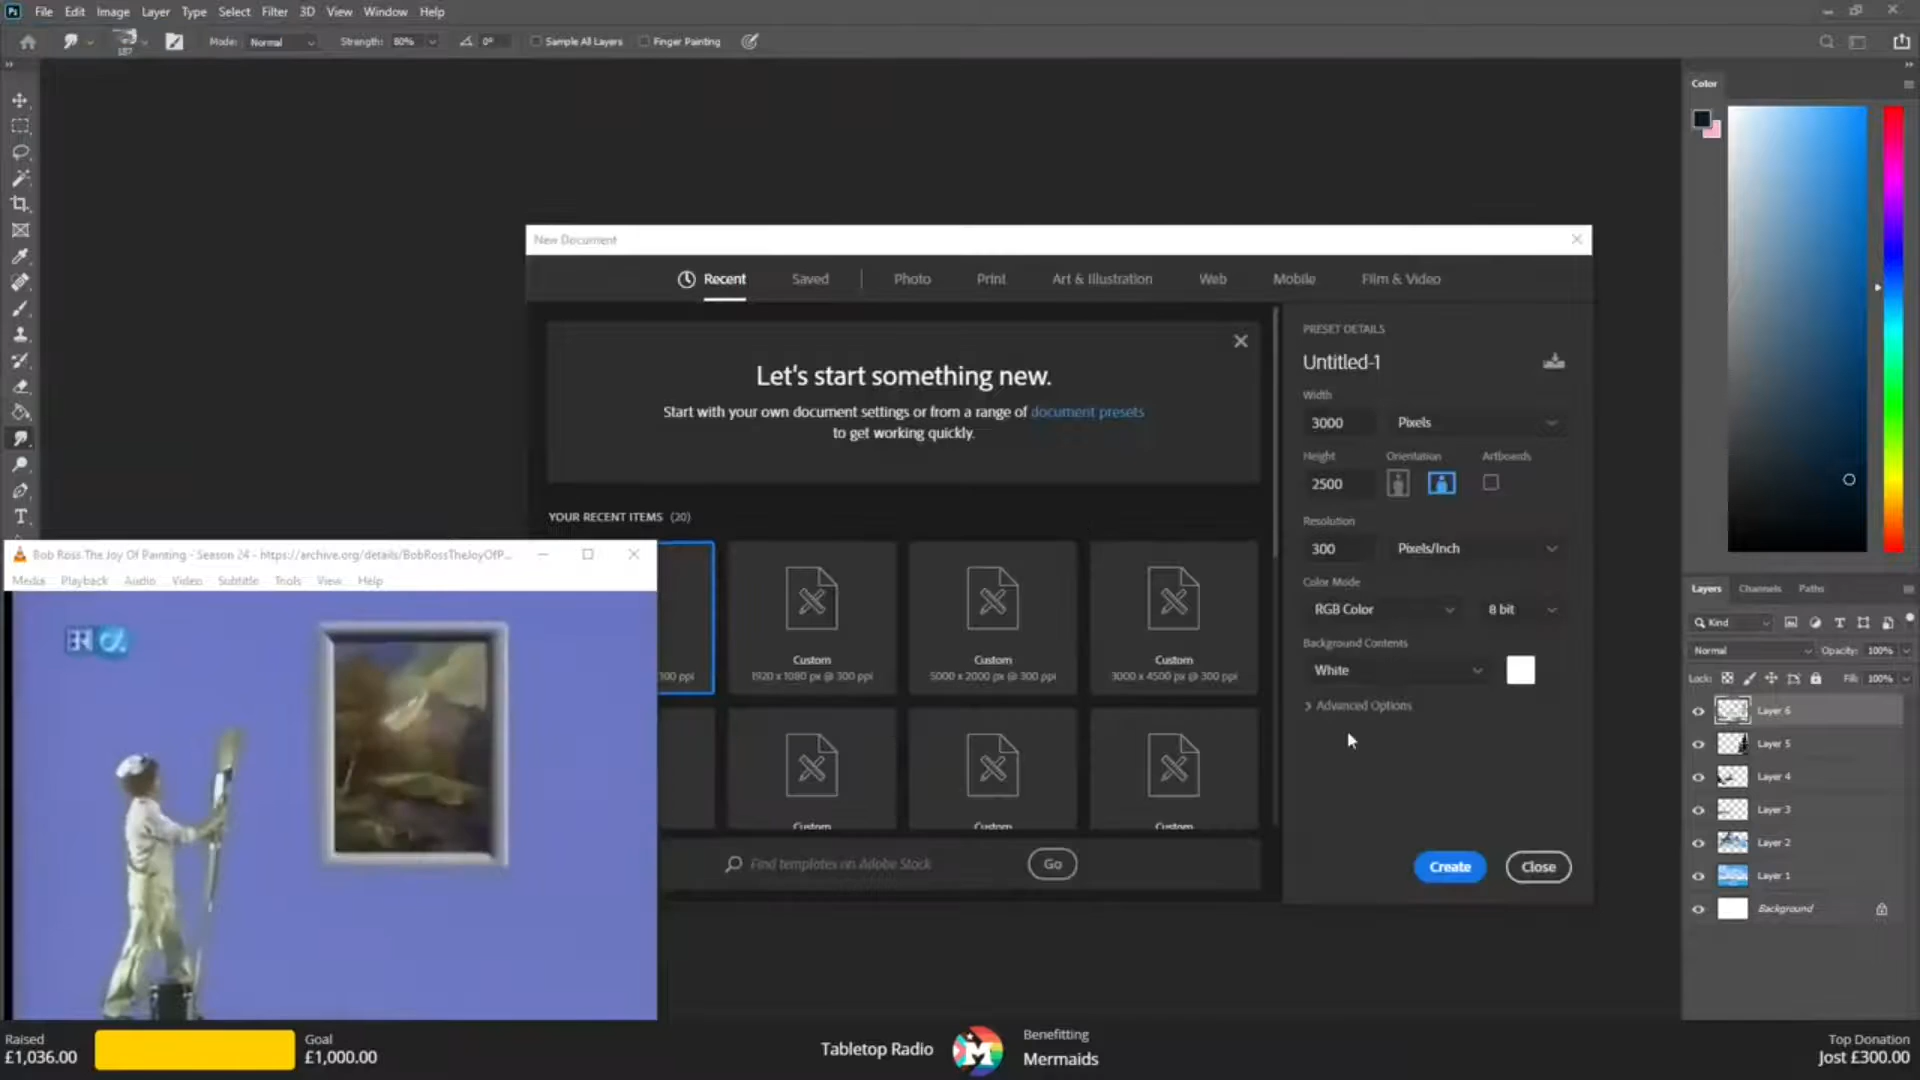 Ps File Edit Image Layer Type Select Filter 3D View Window Help
187 Mode: Normal Strength: 80% 0° Sample All Layers Finger Painting
Color
New Document
Recent Saved Photo Print Art & Illustration Web Mobile Film & Video
Let's start something new.
Start with your own document settings or from a range of document presets
to get working quickly.
YOUR RECENT ITEMS (20)
100 ppi
Custom
1920 x 1080 px @ 300 ppi
Custom
5000 x 2000 px @ 300 ppi
Custom
3000 x 4500 px @ 300 ppi
Custom
Custom
Custom
Find templates on Adobe Stock Go
PRESET DETAILS
Untitled-1
Width
3000 Pixels
Height Orientation Artboards
2500
Resolution
300 Pixels/Inch
Color Mode
RGB Color 8 bit
Background Contents
White
Advanced Options
Create Close
Layers Channels Paths
Kind
Normal Opacity: 100%
Lock: Fill: 100%
Layer 6
Layer 5
Layer 4
Layer 3
Layer 2
Layer 1
Background
Bob Ross The Joy Of Painting - Season 24 - https://archive.org/details/BobRossTheJoyOfP...
Media Playback Audio Video Subtitle Tools View Help
BR α
Raised
£1,036.00
Goal
£1,000.00
Tabletop Radio
M
Benefitting
Mermaids
Top Donation
Jost £300.00